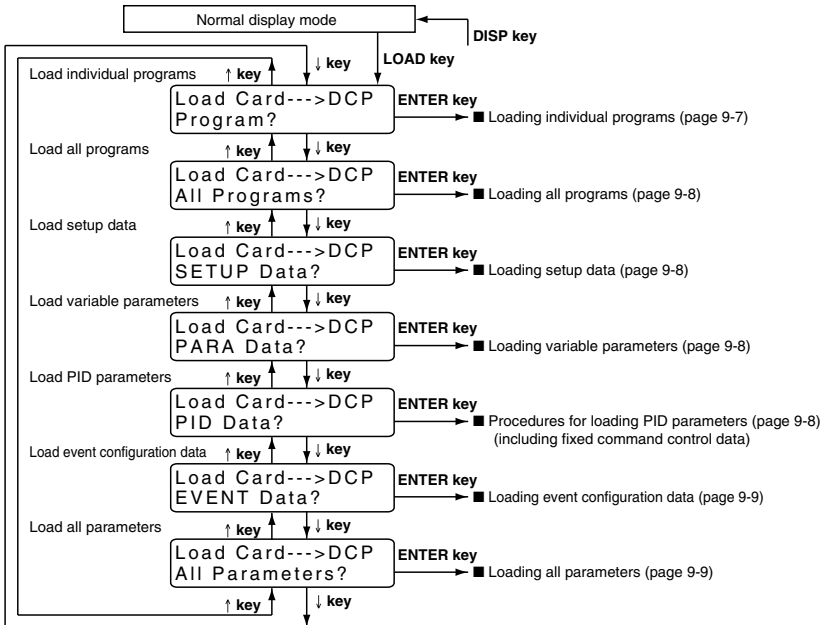 Normal display mode
DISP key
LOAD key
Load individual programs ↑ key ↓ key
Load Card--->DCP ENTER key
Program? ■ Loading individual programs (page 9-7)
Load all programs ↑ key ↓ key
Load Card--->DCP ENTER key
All Programs? ■ Loading all programs (page 9-8)
Load setup data ↑ key ↓ key
Load Card--->DCP ENTER key
SETUP Data? ■ Loading setup data (page 9-8)
Load variable parameters ↑ key ↓ key
Load Card--->DCP ENTER key
PARA Data? ■ Loading variable parameters (page 9-8)
Load PID parameters ↑ key ↓ key
Load Card--->DCP ENTER key
PID Data? ■ Procedures for loading PID parameters (page 9-8)
(including fixed command control data)
Load event configuration data ↑ key ↓ key
Load Card--->DCP ENTER key
EVENT Data? ■ Loading event configuration data (page 9-9)
Load all parameters ↑ key ↓ key
Load Card--->DCP ENTER key
All Parameters? ■ Loading all parameters (page 9-9)
↑ key ↓ key